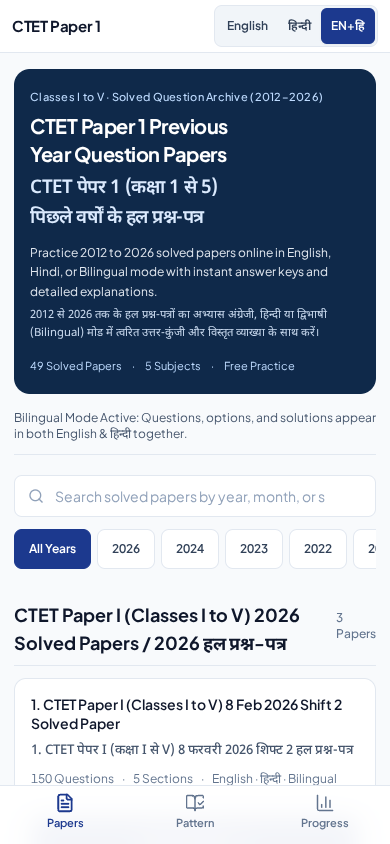 CTET Paper 1
English हिन्दी EN+हि
Classes I to V · Solved Question Archive (2012–2026)
CTET Paper 1 Previous
Year Question Papers
CTET पेपर 1 (कक्षा 1 से 5)
पिछले वर्षों के हल प्रश्न-पत्र
Practice 2012 to 2026 solved papers online in English,
Hindi, or Bilingual mode with instant answer keys and
detailed explanations.
2012 से 2026 तक के हल प्रश्न-पत्रों का अभ्यास अंग्रेजी, हिन्दी या द्विभाषी
(Bilingual) मोड में त्वरित उत्तर-कुंजी और विस्तृत व्याख्या के साथ करें।
49 Solved Papers · 5 Subjects · Free Practice
Bilingual Mode Active: Questions, options, and solutions appear
in both English & हिन्दी together.
Search solved papers by year, month, or s
All Years 2026 2024 2023 2022
CTET Paper I (Classes I to V) 2026
Solved Papers / 2026 हल प्रश्न-पत्र
3
Papers
1. CTET Paper I (Classes I to V) 8 Feb 2026 Shift 2
Solved Paper
1. CTET पेपर I (कक्षा I से V) 8 फरवरी 2026 शिफ्ट 2 हल प्रश्न-पत्र
150 Questions · 5 Sections · English · हिन्दी · Bilingual
Papers Pattern Progress